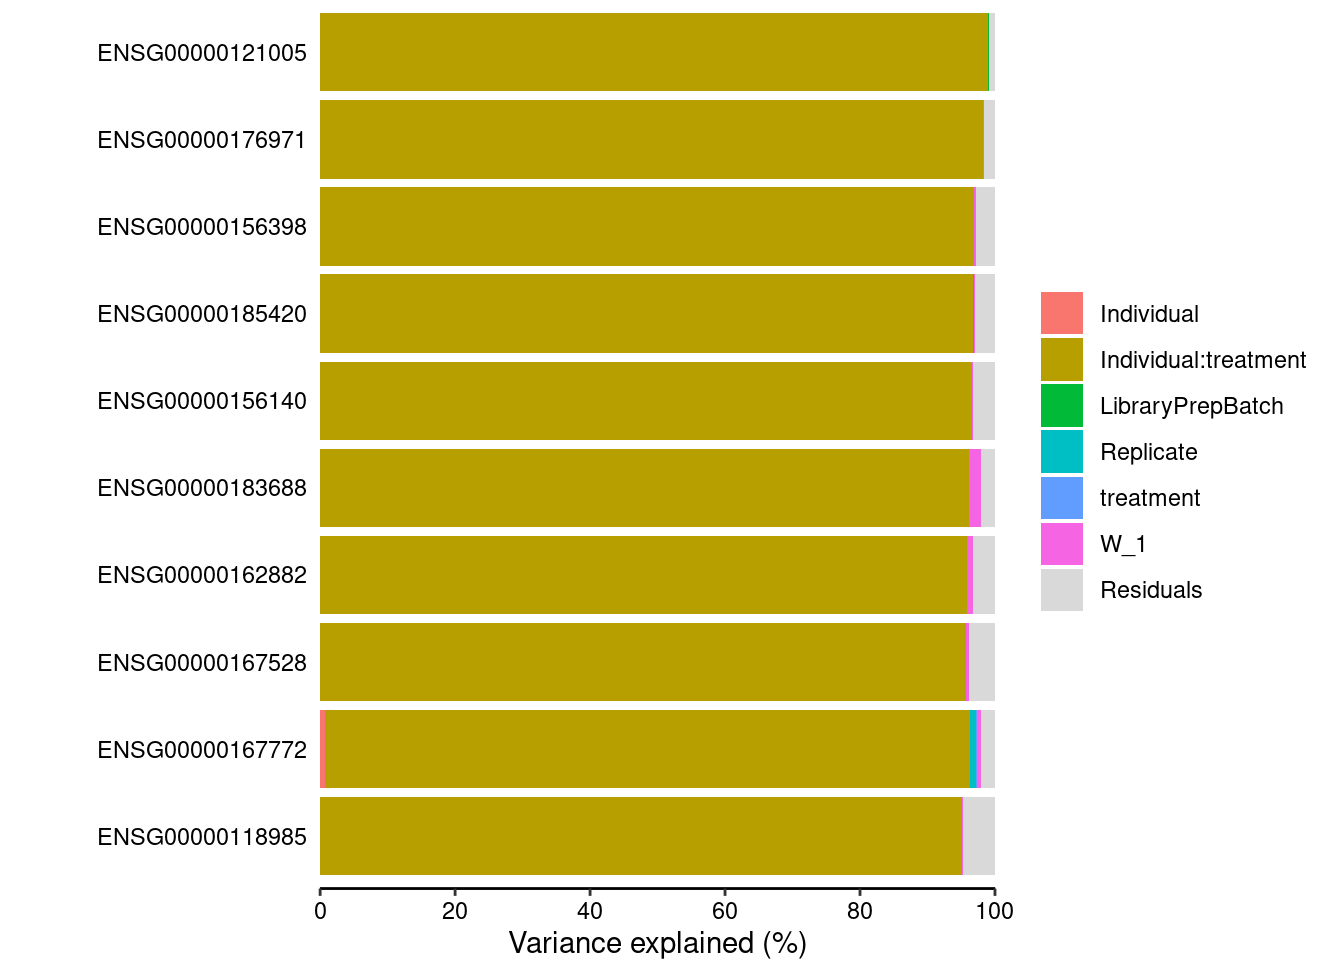 ENSG00000121005
ENSG00000176971
ENSG00000156398
ENSG00000185420
ENSG00000156140
ENSG00000183688
ENSG00000162882
ENSG00000167528
ENSG00000167772
ENSG00000118985
0 20 40 60 80 100
Variance explained (%)
Individual
Individual:treatment
LibraryPrepBatch
Replicate
treatment
W_1
Residuals